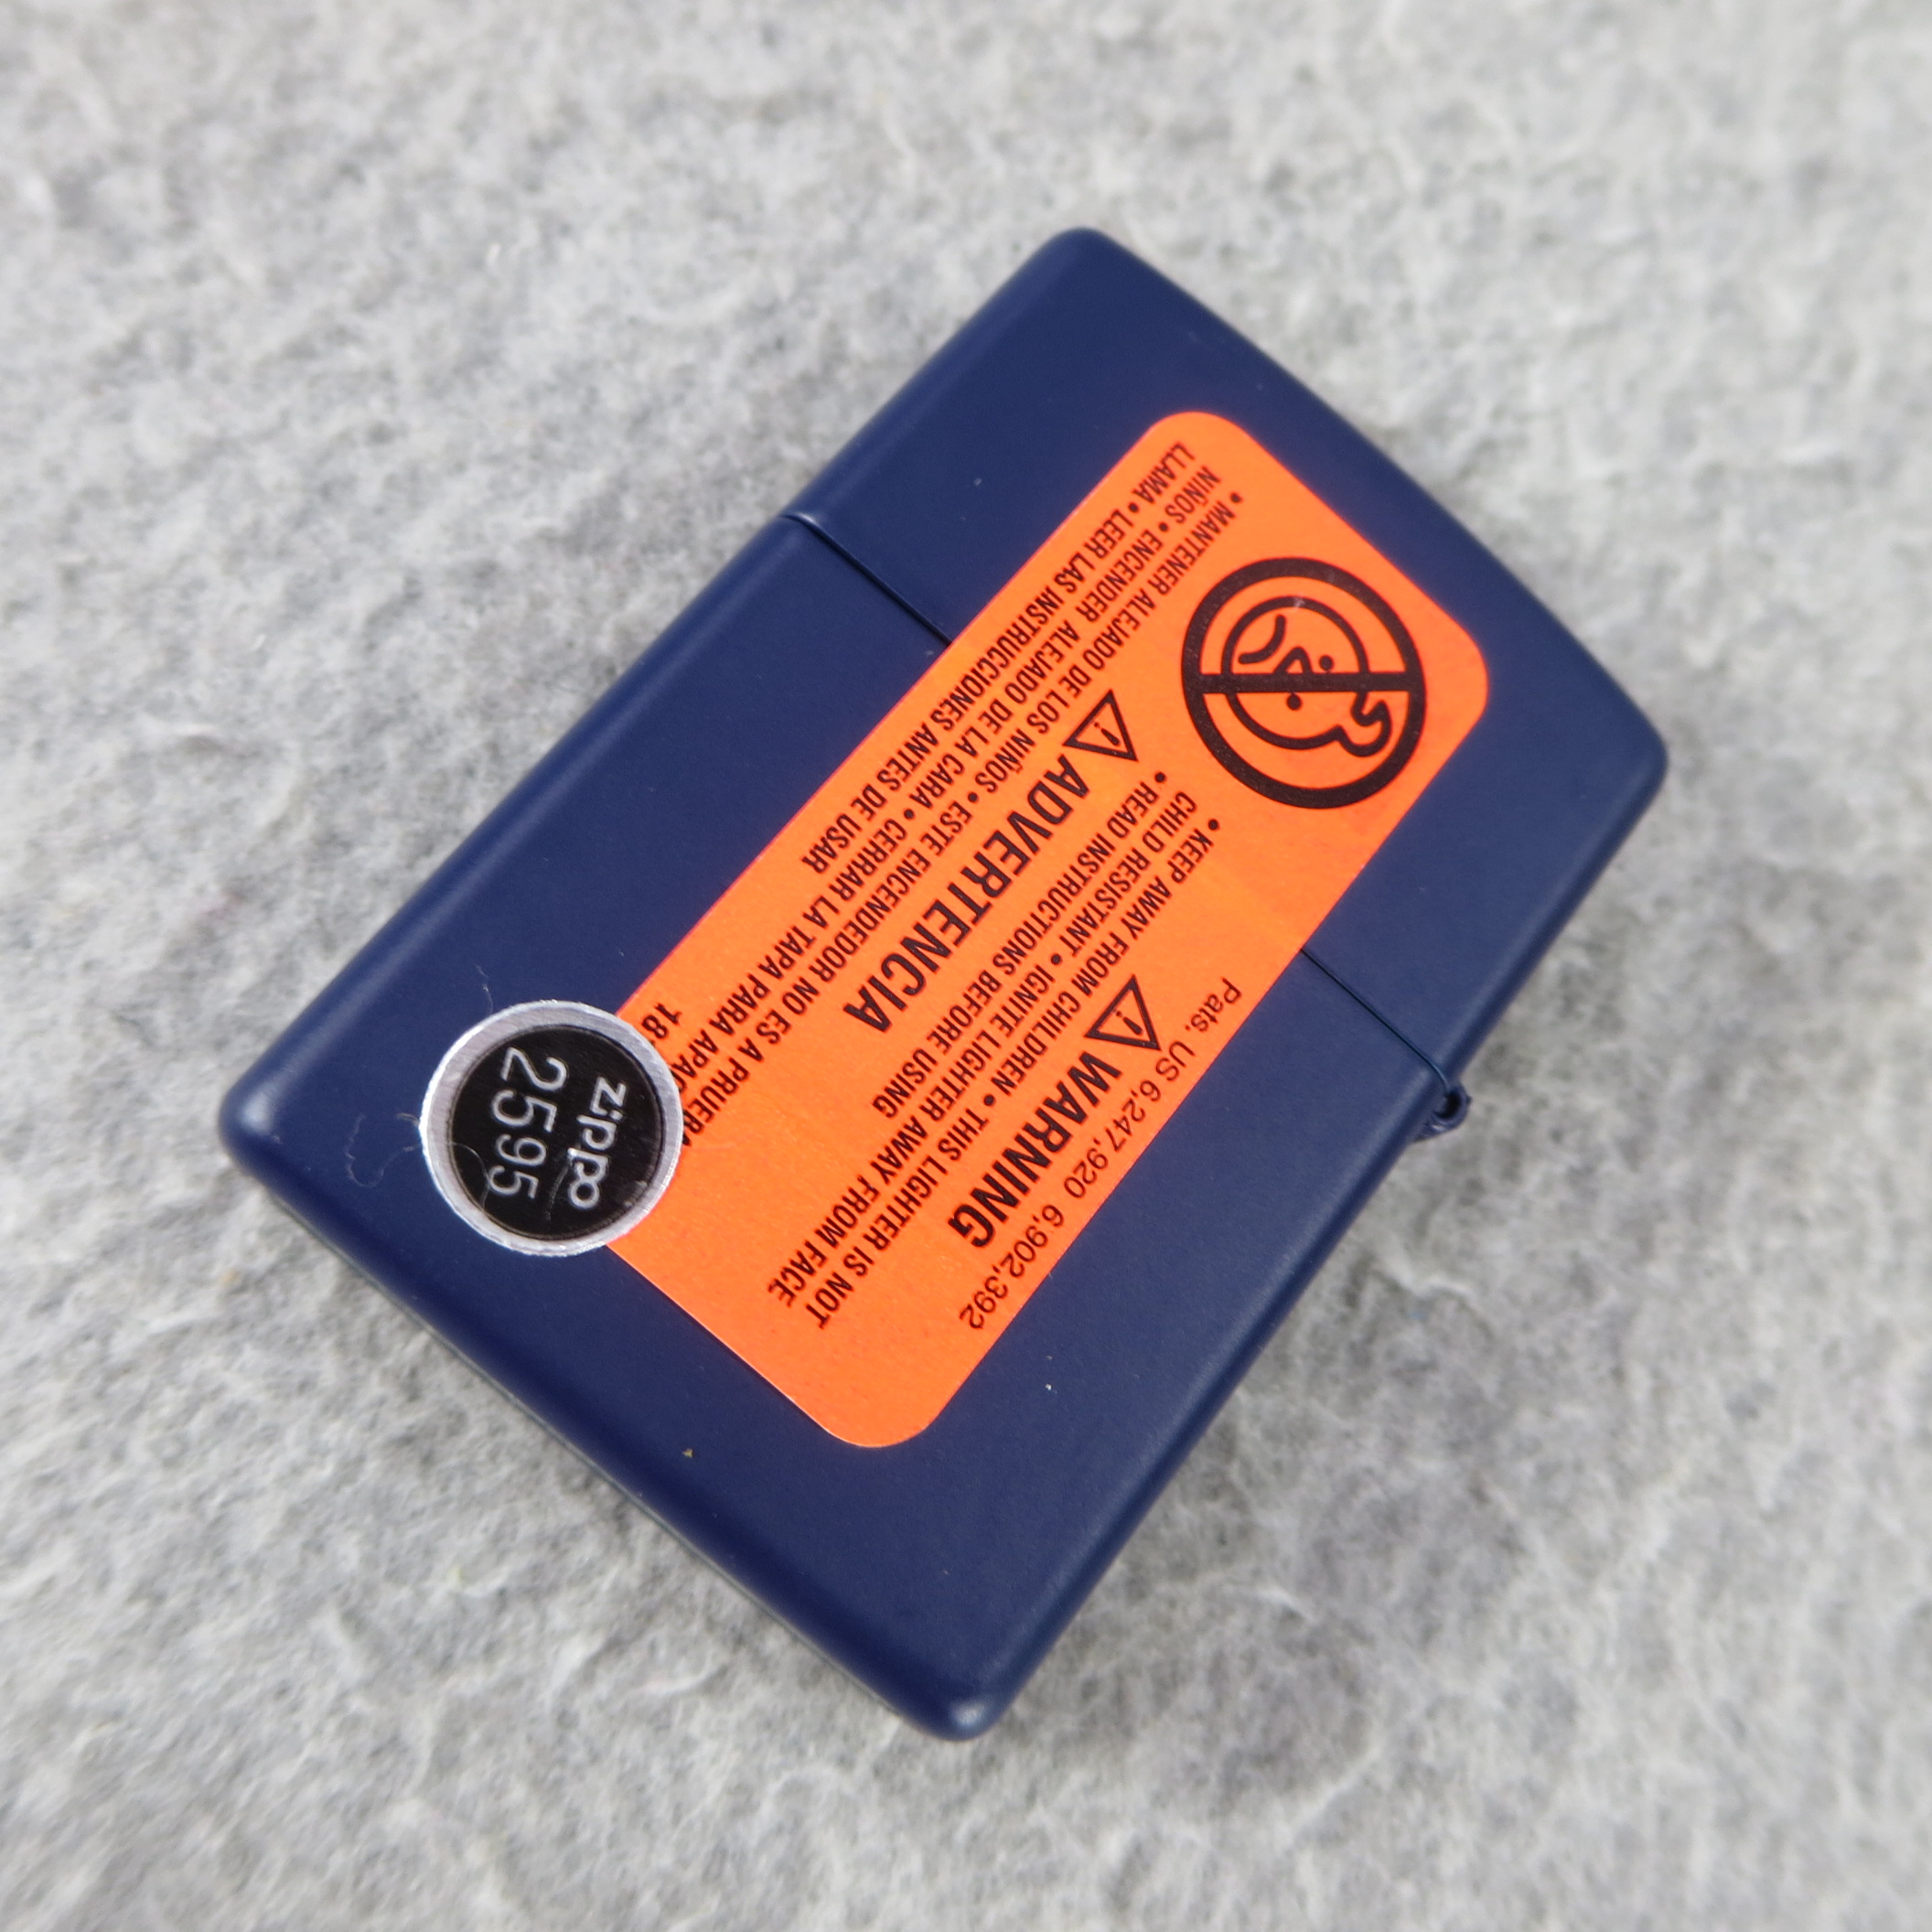 Pats. US 6,247,920 6,902,392
WARNING
• KEEP AWAY FROM CHILDREN • THIS LIGHTER IS NOT
CHILD RESISTANT • IGNITE LIGHTER AWAY FROM FACE
• READ INSTRUCTIONS BEFORE USING
ADVERTENCIA
• MANTENER ALEJADO DE LOS NIÑOS • ESTE ENCENDEDOR NO ES A PRUEBA
NIÑOS • ENCENDER ALEJADO DE LA CARA • CERRAR LA TAPA PARA APAG
LLAMA • LEER LAS INSTRUCCIONES ANTES DE USAR
18
zippo
2595